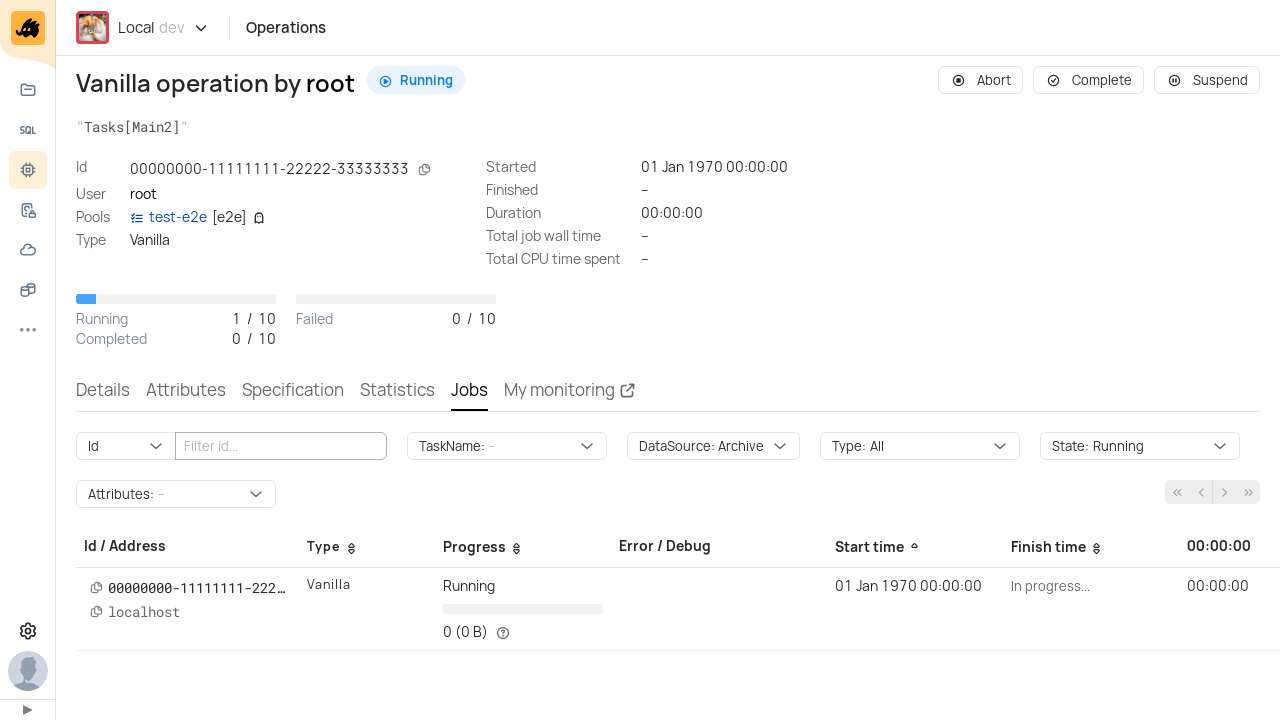 Local dev
Operations
SQL
Vanilla operation by root
Running
Abort
Complete
Suspend
"Tasks[Main2]"
Id 00000000-11111111-22222-33333333
User root
Pools test-e2e [e2e]
Type Vanilla
Started 01 Jan 1970 00:00:00
Finished –
Duration 00:00:00
Total job wall time –
Total CPU time spent –
Running 1 / 10
Completed 0 / 10
Failed 0 / 10
Details Attributes Specification Statistics Jobs My monitoring
Id Filter id... TaskName: – DataSource: Archive Type: All State: Running
Attributes: –
Id / Address Type Progress Error / Debug Start time Finish time 00:00:00
00000000-11111111-222… Vanilla Running 01 Jan 1970 00:00:00 In progress... 00:00:00
localhost
0 (0 B)